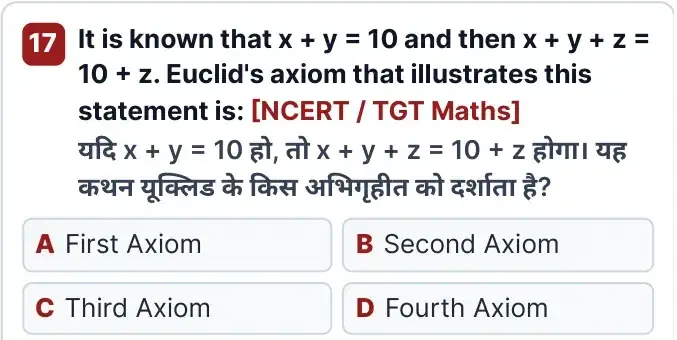 17 It is known that x + y = 10 and then x + y + z =
10 + z. Euclid's axiom that illustrates this
statement is: [NCERT / TGT Maths]
यदि x + y = 10 हो, तो x + y + z = 10 + z होगा। यह
कथन यूक्लिड के किस अभिगृहीत को दर्शाता है?
A First Axiom
B Second Axiom
C Third Axiom
D Fourth Axiom